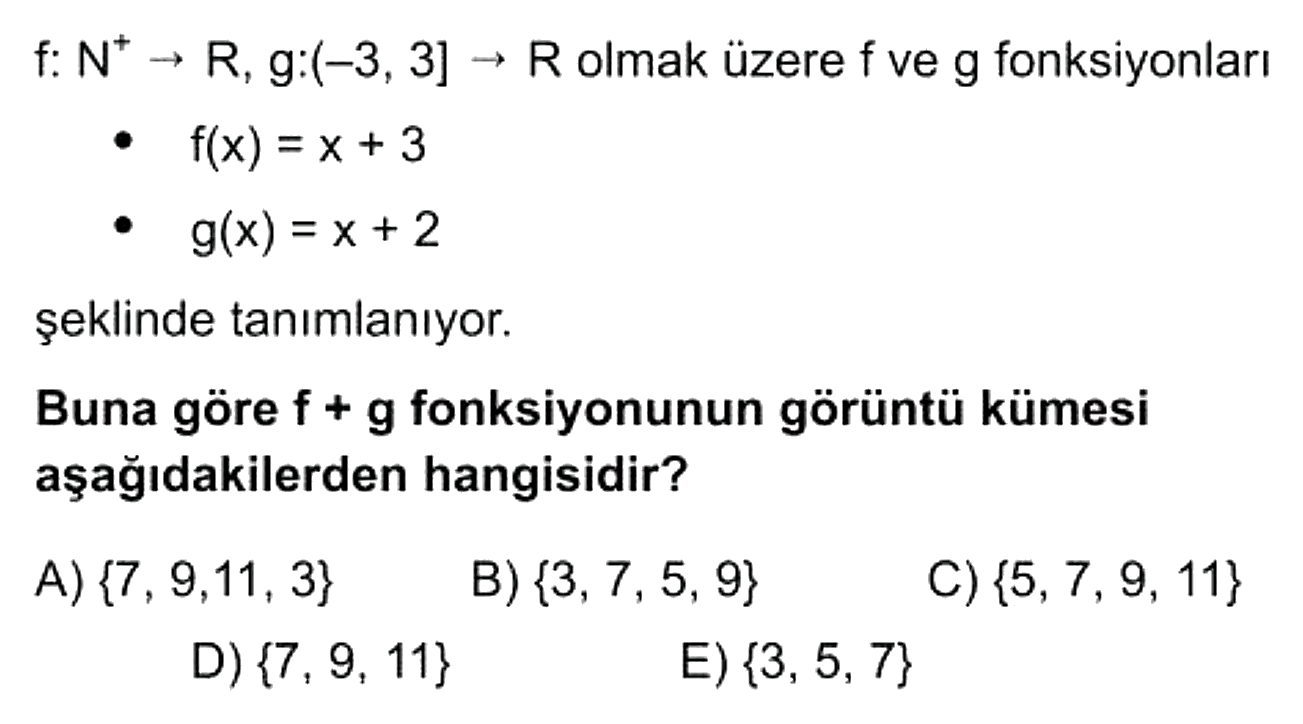 f: N⁺ → R, g:(–3, 3] → R olmak üzere f ve g fonksiyonları
• f(x) = x + 3
• g(x) = x + 2
şeklinde tanımlanıyor.
Buna göre f + g fonksiyonunun görüntü kümesi
aşağıdakilerden hangisidir?
A) {7, 9,11, 3} B) {3, 7, 5, 9} C) {5, 7, 9, 11}
D) {7, 9, 11} E) {3, 5, 7}